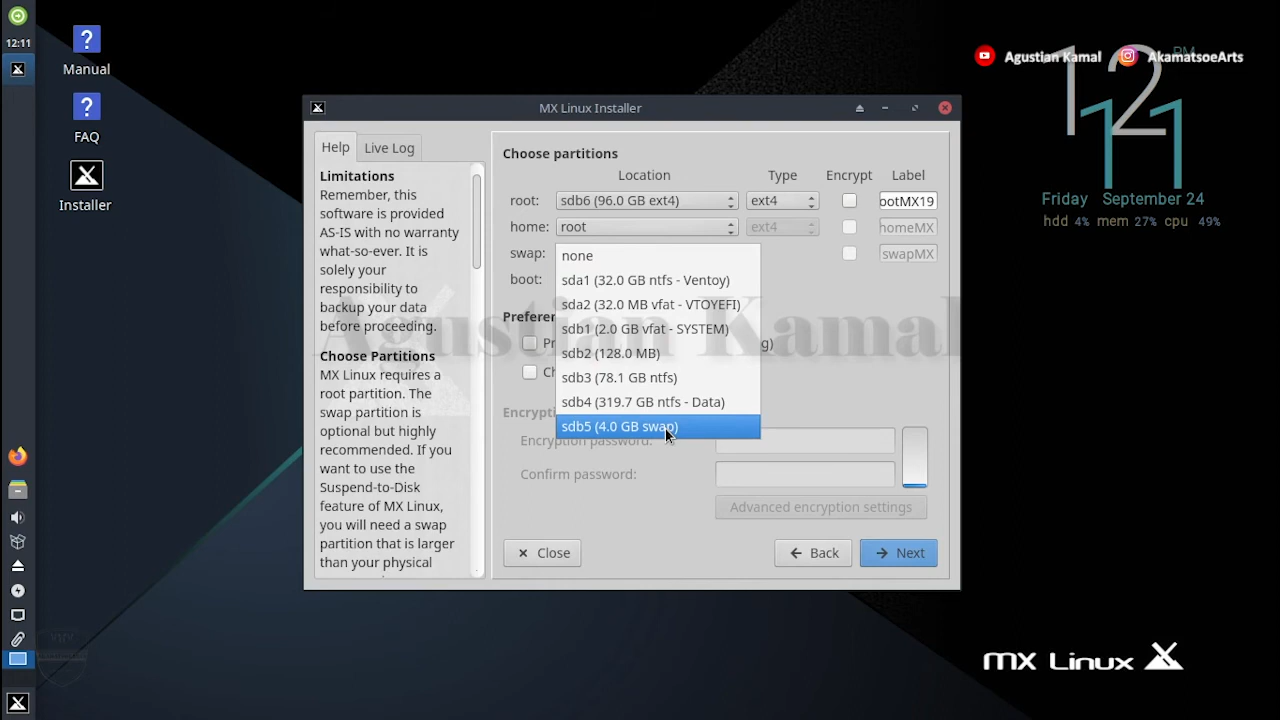 12:11
Manual
FAQ
Installer
Agustian Kamal
AkamatsoeArts
12
PM
11
Friday September 24
hdd 4% mem 27% cpu 49%
MX Linux Installer
Help
Live Log
Limitations
Remember, this
software is provided
AS-IS with no warranty
what-so-ever. It is
solely your
responsibility to
backup your data
before proceeding.
Choose Partitions
MX Linux requires a
root partition. The
swap partition is
optional but highly
recommended. If you
want to use the
Suspend-to-Disk
feature of MX Linux,
you will need a swap
partition that is larger
than your physical
Choose partitions
Location Type Encrypt Label
root: sdb6 (96.0 GB ext4) ext4 ootMX19
home: root ext4 homeMX
swap: swapMX
boot:
none
sda1 (32.0 GB ntfs - Ventoy)
sda2 (32.0 MB vfat - VTOYEFI)
sdb1 (2.0 GB vfat - SYSTEM)
sdb2 (128.0 MB)
sdb3 (78.1 GB ntfs)
sdb4 (319.7 GB ntfs - Data)
sdb5 (4.0 GB swap)
Prefer
g)
Encrypti
Encryption password:
Confirm password:
Advanced encryption settings
Close
Back
Next
Agustian Kamal
MX Linux